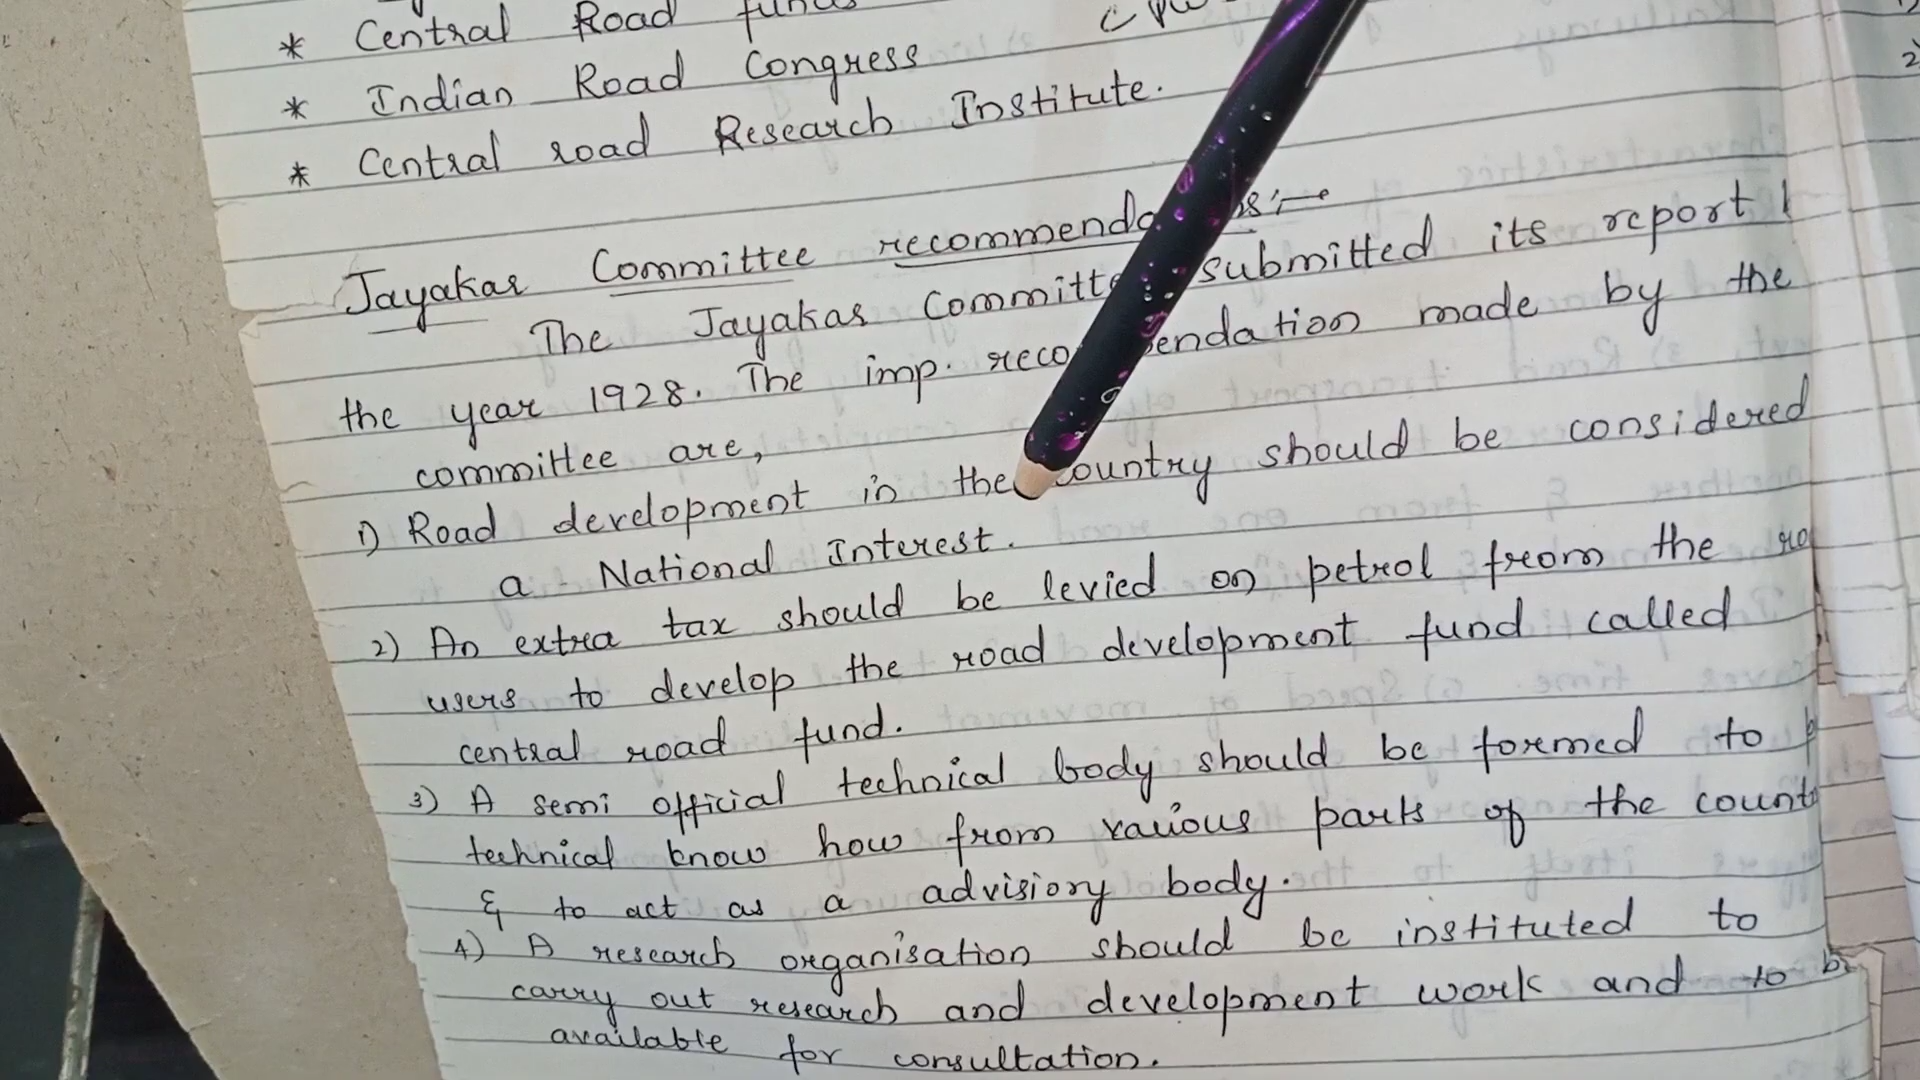 * Central Road funds
* Indian Road Congress
* Central road Research Institute.
Jayakar Committee
The Jayakar submitted its report
the year 1928. The imp. made by the
committee are,
1) Road development in the country should be considered
a National Interest.
2) An extra tax should be levied on petrol from the
users to develop the road development fund called
central road fund.
3) A semi official technical body should be formed to
technical know how from various parts of the
& to act as a advisiory body.
4) A research organisation should be instituted to
carry out research and development work and to
available for consultation.